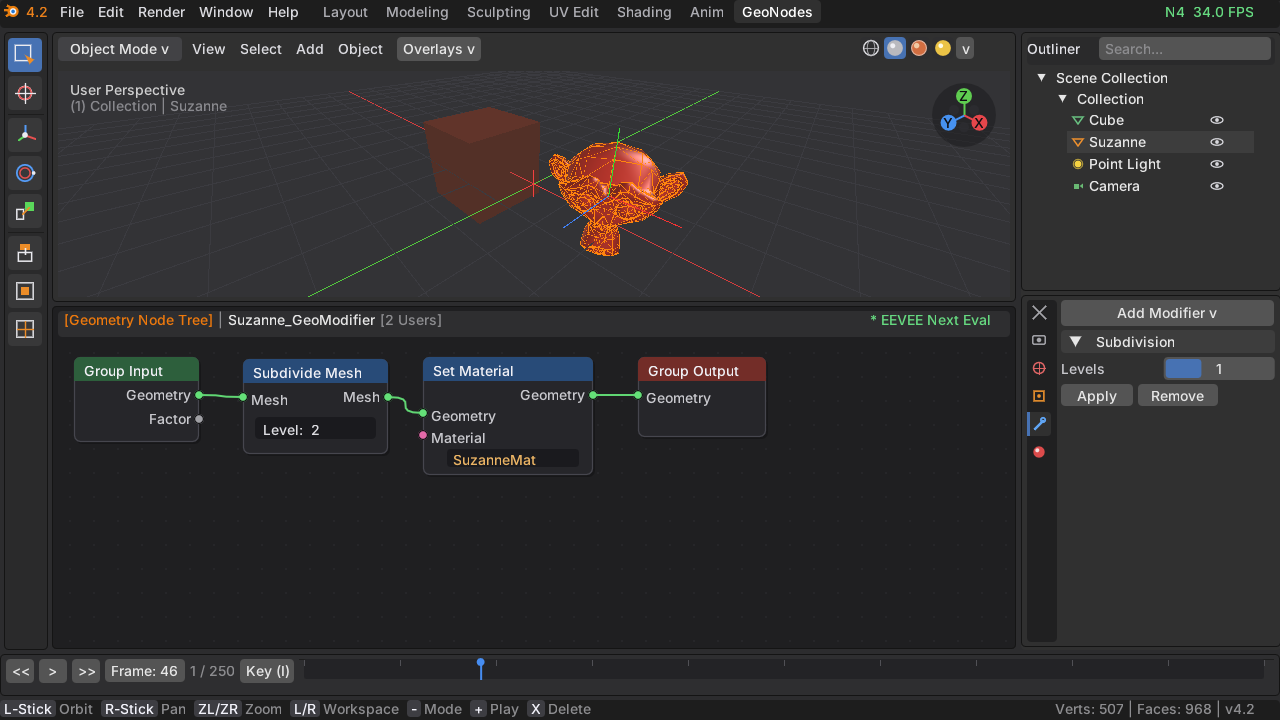 4.2 File Edit Render Window Help Layout Modeling Sculpting UV Edit Shading Anim GeoNodes N4 34.0 FPS
Object Mode v View Select Add Object Overlays v v
User Perspective
(1) Collection | Suzanne
Z
Y X
Outliner Search...
Scene Collection
Collection
Cube
Suzanne
Point Light
Camera
[Geometry Node Tree] | Suzanne_GeoModifier [2 Users] * EEVEE Next Eval
Group Input
Geometry
Factor
Subdivide Mesh
Mesh Mesh
Level: 2
Set Material
Geometry
Geometry
Material
SuzanneMat
Group Output
Geometry
Add Modifier v
Subdivision
Levels 1
Apply Remove
<< > >> Frame: 46 1 / 250 Key (I)
L-Stick Orbit R-Stick Pan ZL/ZR Zoom L/R Workspace - Mode + Play X Delete Verts: 507 | Faces: 968 | v4.2